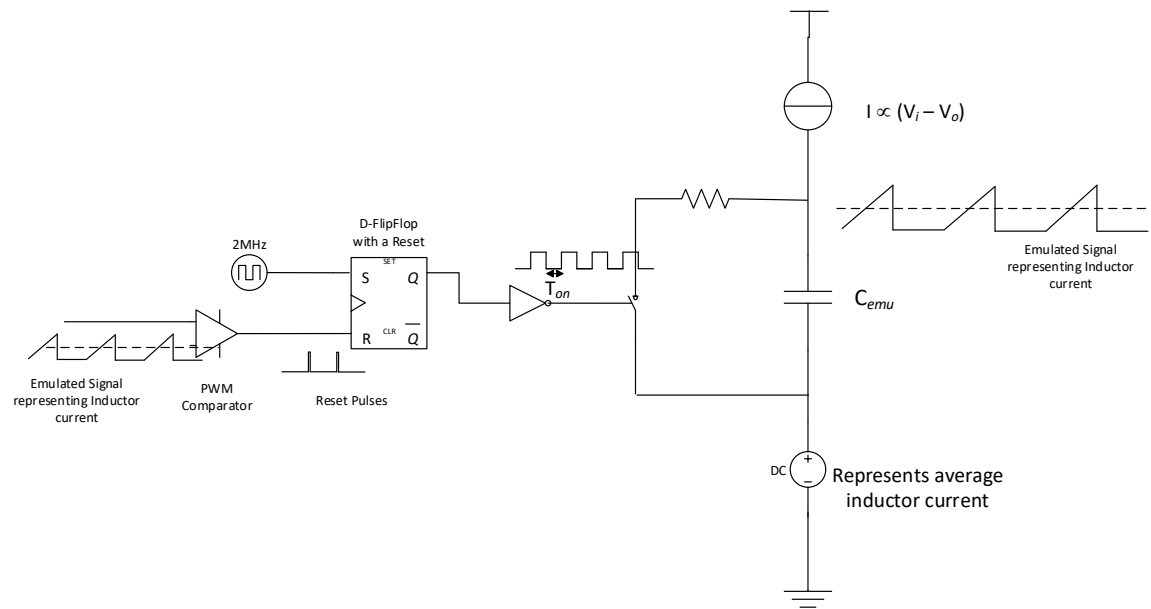 I ∝ (Vi – Vo)
D-FlipFlop
with a Reset
2MHz
SET
S
Q
Ton
Emulated Signal
representing Inductor
current
Cemu
R
CLR
Q
Emulated Signal
representing Inductor
current
PWM
Comparator
Reset Pulses
DC
+
–
Represents average
inductor current